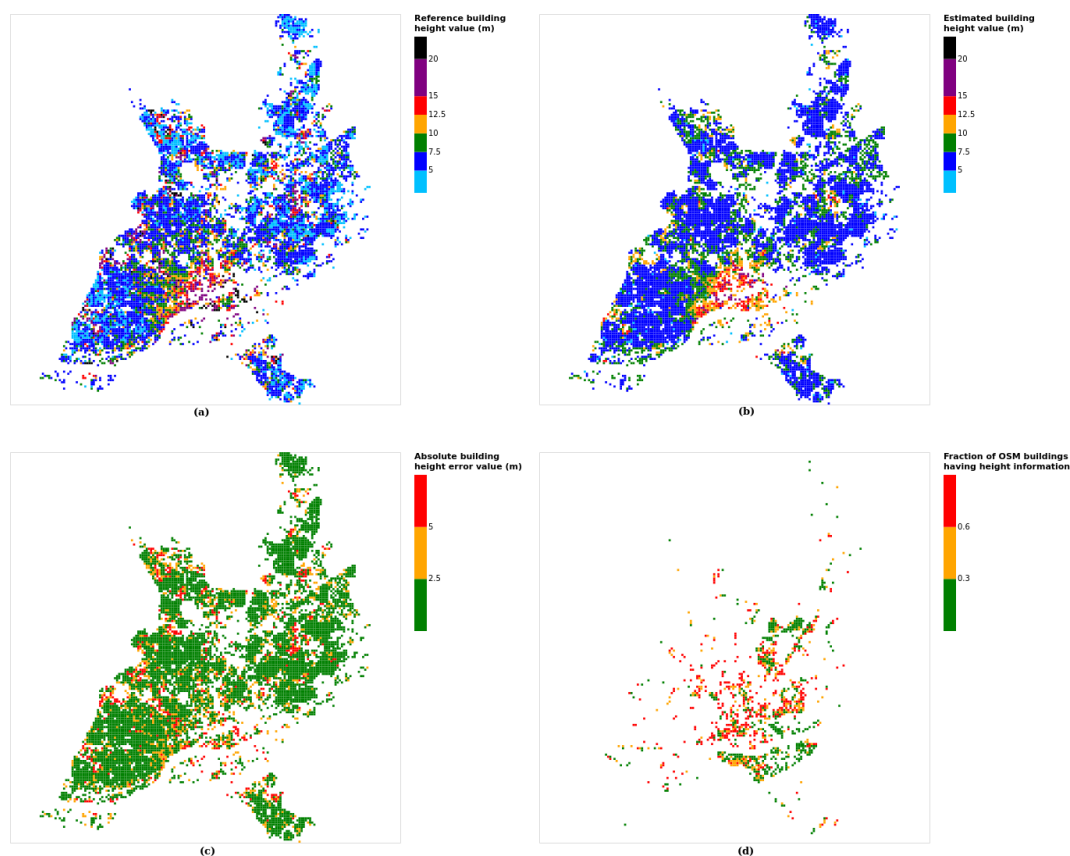 Reference building
height value (m)
20
15
12.5
10
7.5
5
(a)
Estimated building
height value (m)
20
15
12.5
10
7.5
5
(b)
Absolute building
height error value (m)
5
2.5
(c)
Fraction of OSM buildings
having height information
0.6
0.3
(d)